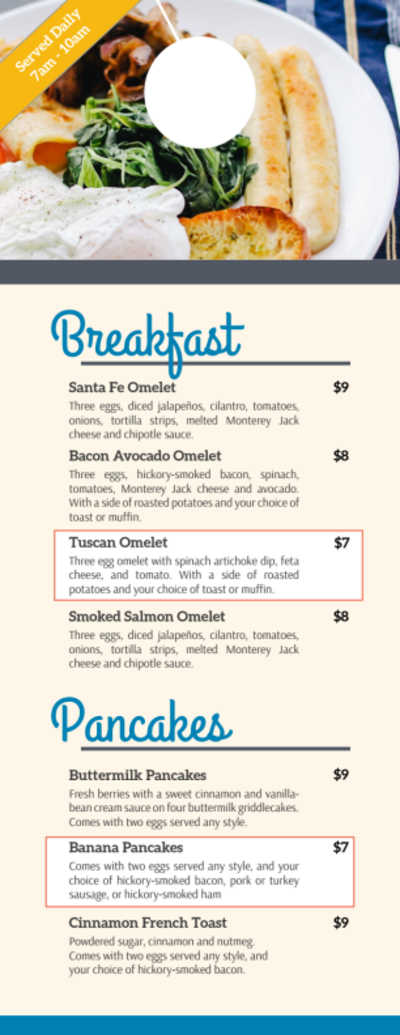 Served Daily
7am - 10am
Breakfast
Santa Fe Omelet $9
Three eggs, diced jalapeños, cilantro, tomatoes,
onions, tortilla strips, melted Monterey Jack
cheese and chipotle sauce.
Bacon Avocado Omelet $8
Three eggs, hickory-smoked bacon, spinach,
tomatoes, Monterey Jack cheese and avocado.
With a side of roasted potatoes and your choice of
toast or muffin.
Tuscan Omelet $7
Three egg omelet with spinach artichoke dip, feta
cheese, and tomato. With a side of roasted
potatoes and your choice of toast or muffin.
Smoked Salmon Omelet $8
Three eggs, diced jalapeños, cilantro, tomatoes,
onions, tortilla strips, melted Monterey Jack
cheese and chipotle sauce.
Pancakes
Buttermilk Pancakes $9
Fresh berries with a sweet cinnamon and vanilla-
bean cream sauce on four buttermilk griddlecakes.
Comes with two eggs served any style.
Banana Pancakes $7
Comes with two eggs served any style, and your
choice of hickory-smoked bacon, pork or turkey
sausage, or hickory-smoked ham
Cinnamon French Toast $9
Powdered sugar, cinnamon and nutmeg.
Comes with two eggs served any style, and
your choice of hickory-smoked bacon.